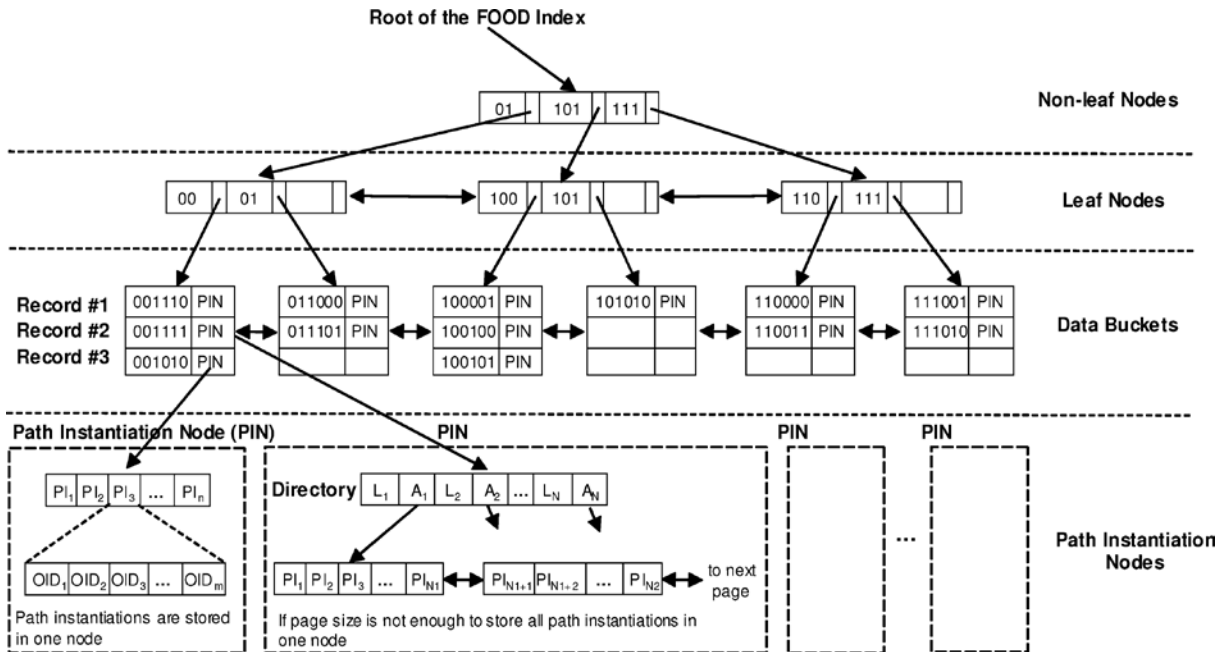 Root of the FOOD Index
01 101 111
Non-leaf Nodes
00 01
100 101
110 111
Leaf Nodes
Record #1
Record #2
Record #3
001110 PIN
001111 PIN
001010 PIN
011000 PIN
011101 PIN
100001 PIN
100100 PIN
100101 PIN
101010 PIN
110000 PIN
110011 PIN
111001 PIN
111010 PIN
Data Buckets
Path Instantiation Node (PIN)
PI1 PI2 PI3 ... PIn
OID1 OID2 OID3 ... OIDm
Path instantiations are stored
in one node
PIN
Directory
L1 A1 L2 A2 ... LN AN
PI1 PI2 PI3 ... PIN1
PIN1+1 PIN1+2 ... PIN2
to next
page
If page size is not enough to store all path instantiations in
one node
PIN
...
PIN
Path Instantiation
Nodes